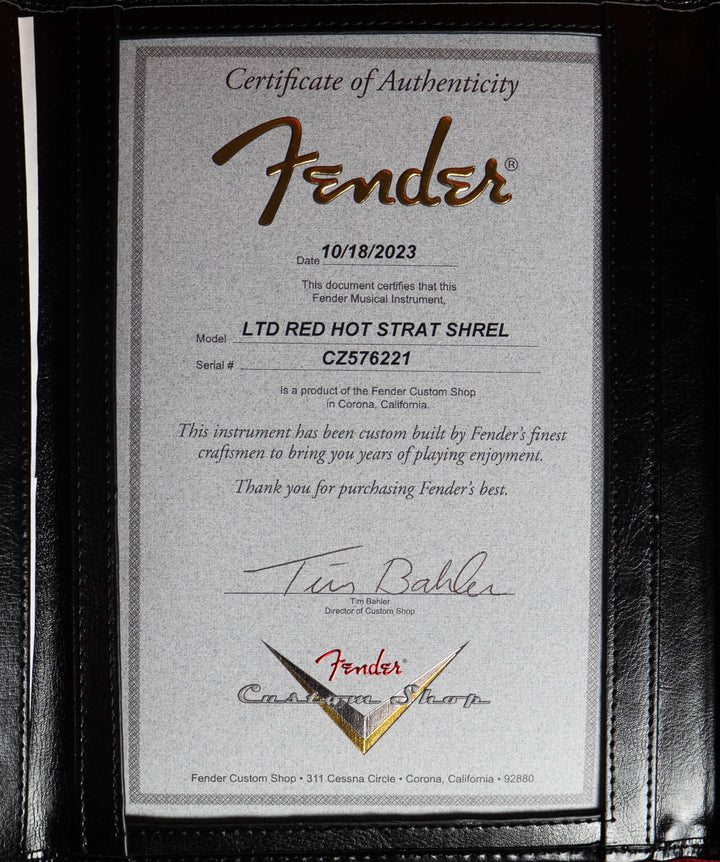 Certificate of Authenticity
Fender®
Date 10/18/2023
This document certifies that this
Fender Musical Instrument,
Model LTD RED HOT STRAT SHREL
Serial # CZ576221
is a product of the Fender Custom Shop
in Corona, California.
This instrument has been custom built by Fender's finest
craftsmen to bring you years of playing enjoyment.
Thank you for purchasing Fender's best.
Tim Bahler
Tim Bahler
Director of Custom Shop
Fender
Custom Shop
Fender Custom Shop • 311 Cessna Circle • Corona, California • 92880